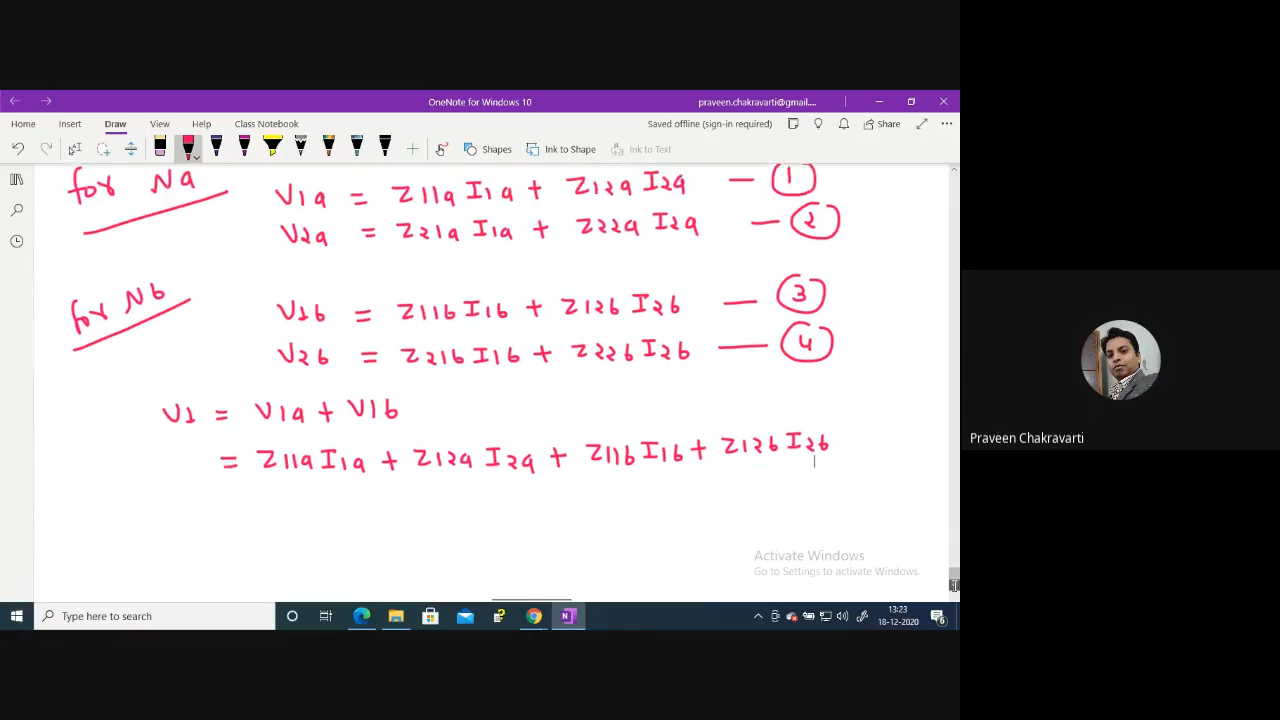 OneNote for Windows 10
praveen.chakravarti@gmail....
Home Insert Draw View Help Class Notebook
Saved offline (sign-in required) Share
Shapes Ink to Shape Ink to Text
for Na
V1a = Z11a I1a + Z12a I2a — 1
V2a = Z21a I1a + Z22a I2a — 2
for Nb
V1b = Z11b I1b + Z12b I2b — 3
V2b = Z21b I1b + Z22b I2b — 4
V1 = V1a + V1b
= Z11a I1a + Z12a I2a + Z11b I1b + Z12b I2b
Praveen Chakravarti
Activate Windows
Go to Settings to activate Windows.
Type here to search
13:23
18-12-2020
6